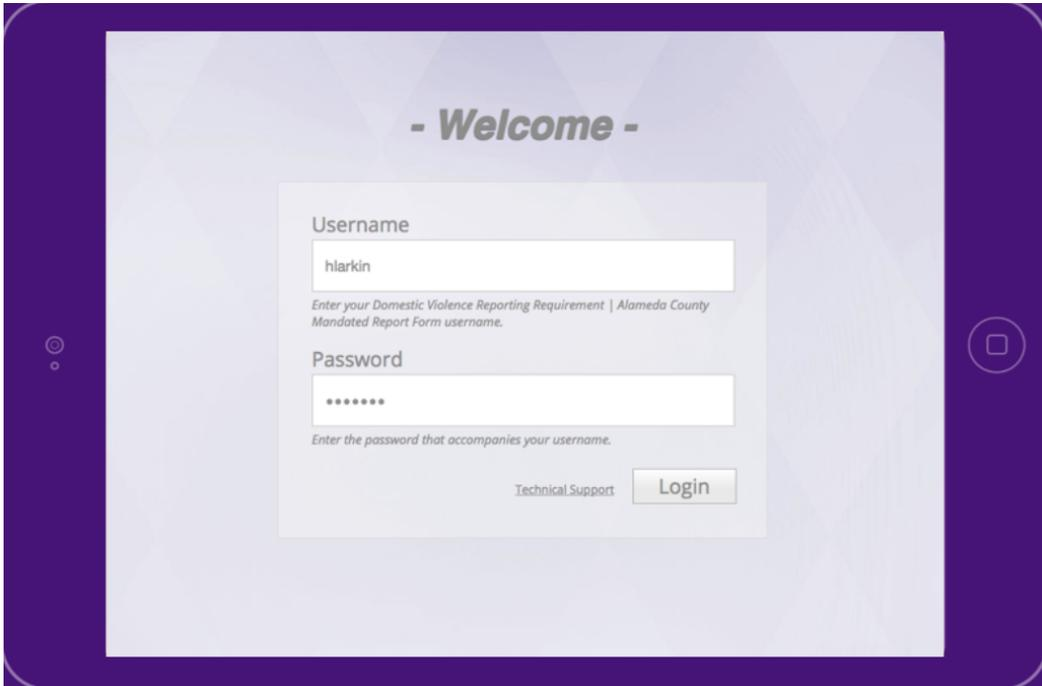 - Welcome -
Username
hlarkin
Enter your Domestic Violence Reporting Requirement | Alameda County
Mandated Report Form username.
Password
•••••••
Enter the password that accompanies your username.
Technical Support
Login